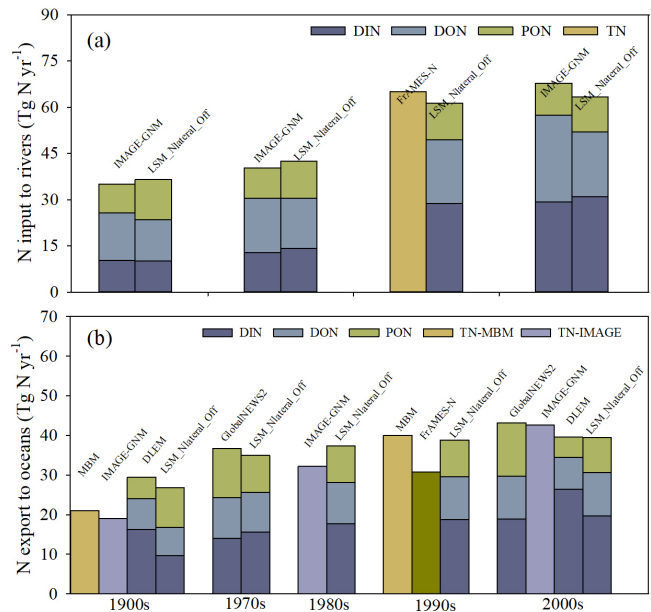 (a)
DIN DON PON TN
N input to rivers (Tg N yr⁻¹)
90
75
60
45
30
15
0
IMAGE-GNM
LSM_Nlateral_Off
IMAGE-GNM
LSM_Nlateral_Off
FrAMES-N
LSM_Nlateral_Off
IMAGE-GNM
LSM_Nlateral_Off
(b)
DIN DON PON TN-MBM TN-IMAGE
N export to oceans (Tg N yr⁻¹)
70
60
50
40
30
20
10
0
MBM
IMAGE-GNM
DLEM
LSM_Nlateral_Off
GlobalNEWS2
LSM_Nlateral_Off
IMAGE-GNM
LSM_Nlateral_Off
MBM
FrAMES-N
LSM_Nlateral_Off
GlobalNEWS2
IMAGE-GNM
DLEM
LSM_Nlateral_Off
1900s 1970s 1980s 1990s 2000s